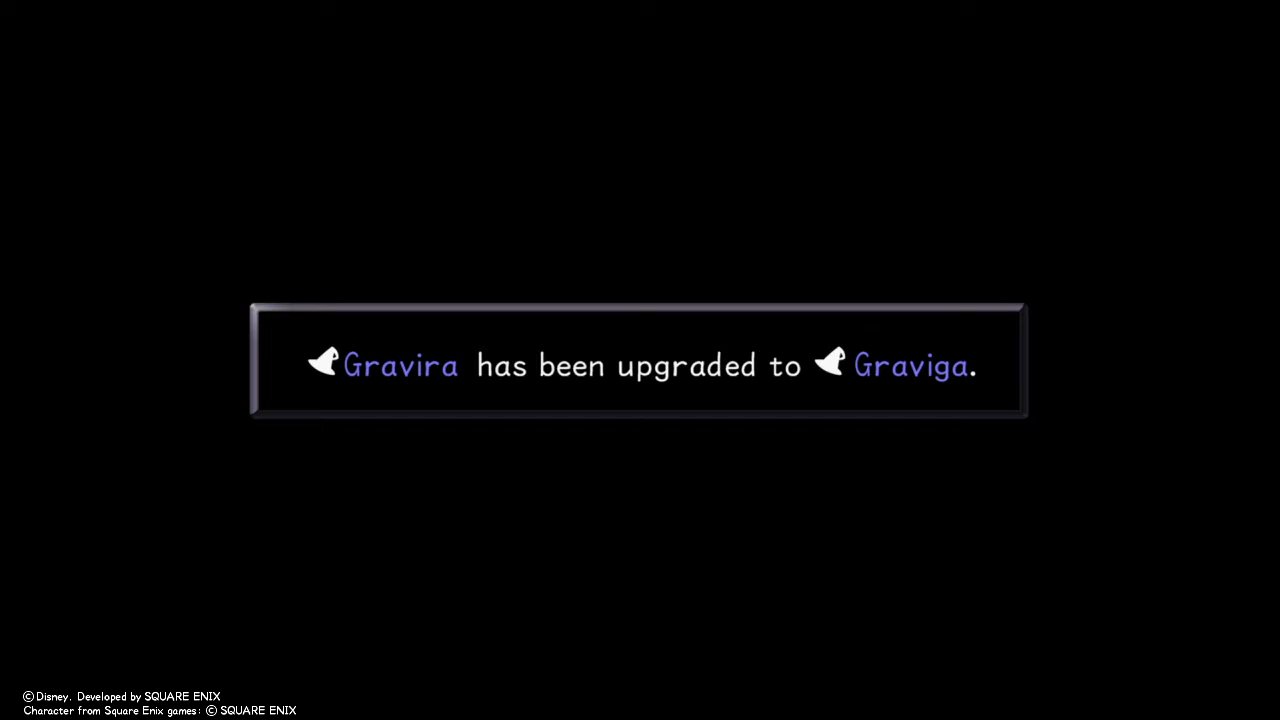 Gravira has been upgraded to Graviga.
©Disney. Developed by SQUARE ENIX
Character from Square Enix games: © SQUARE ENIX